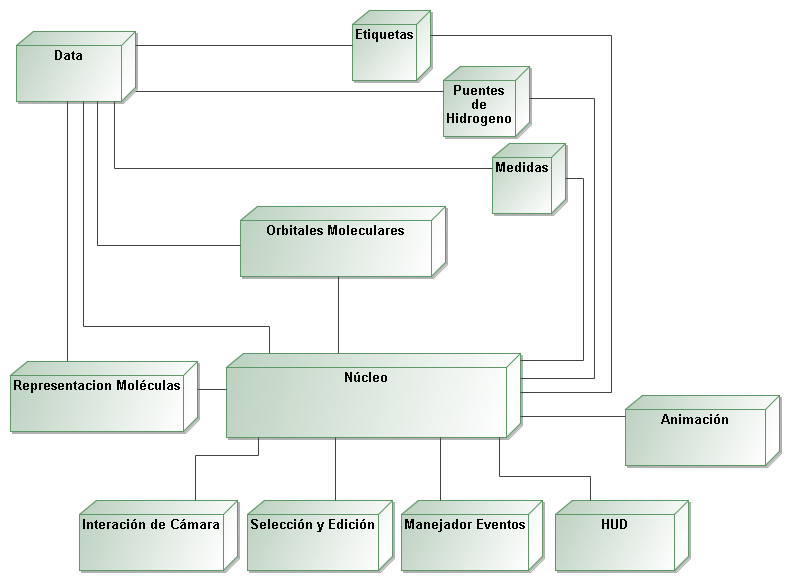 Etiquetas
Data
Puentes
de
Hidrogeno
Medidas
Orbitales Moleculares
Núcleo
Representacion Moléculas
Animación
Interación de Cámara
Selección y Edición
Manejador Eventos
HUD